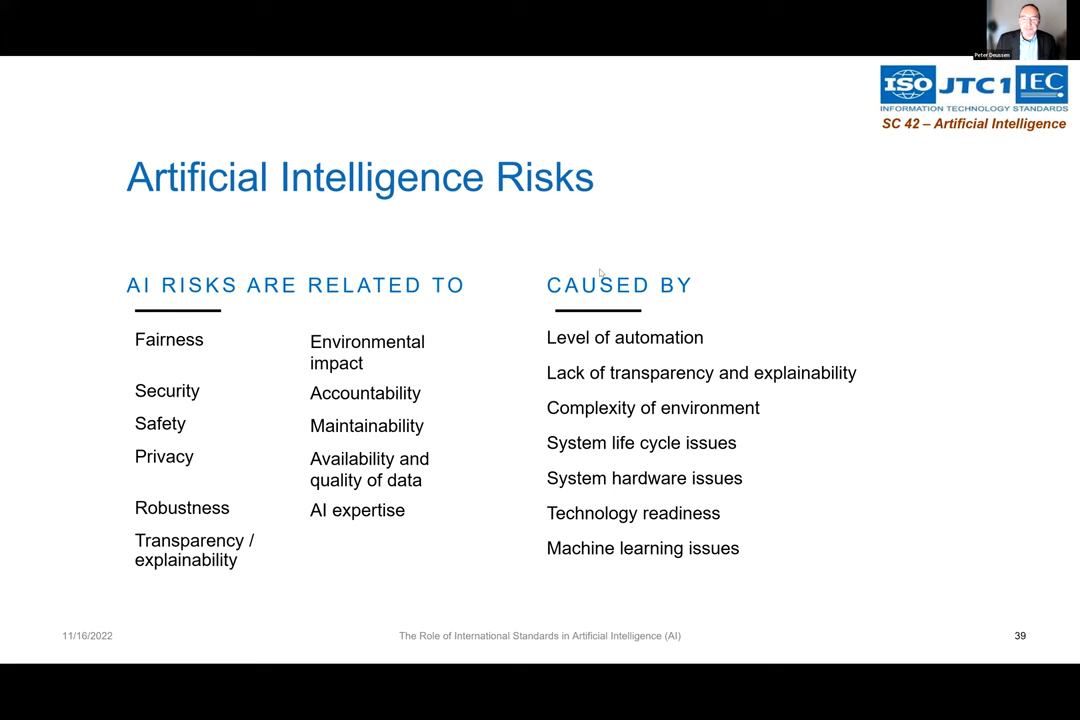 Peter Deussen
ISO JTC1 IEC
INFORMATION TECHNOLOGY STANDARDS
SC 42 – Artificial Intelligence
Artificial Intelligence Risks
AI RISKS ARE RELATED TO
Fairness
Security
Safety
Privacy
Robustness
Transparency /
explainability
Environmental
impact
Accountability
Maintainability
Availability and
quality of data
AI expertise
CAUSED BY
Level of automation
Lack of transparency and explainability
Complexity of environment
System life cycle issues
System hardware issues
Technology readiness
Machine learning issues
11/16/2022
The Role of International Standards in Artificial Intelligence (AI)
39